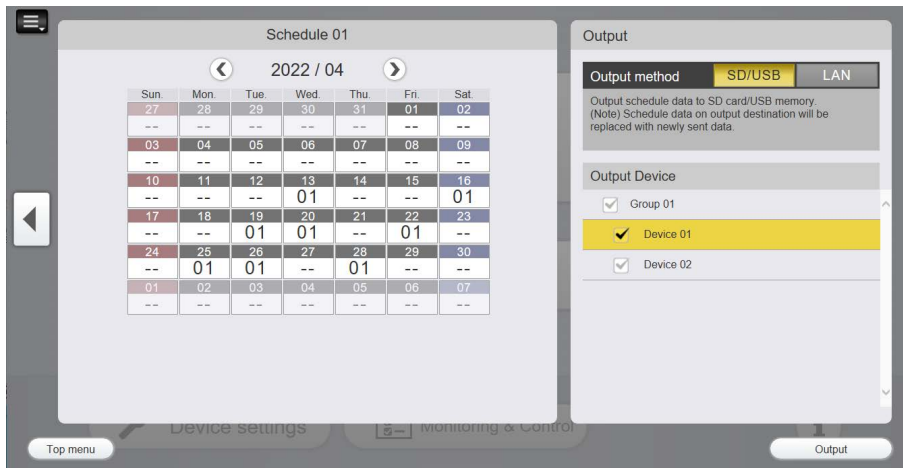 Schedule 01
2022 / 04
Sun. Mon. Tue. Wed. Thu. Fri. Sat.
27 28 29 30 31 01 02
-- -- -- -- -- -- --
03 04 05 06 07 08 09
-- -- -- -- -- -- --
10 11 12 13 14 15 16
-- -- -- 01 -- -- 01
17 18 19 20 21 22 23
-- -- 01 01 -- 01 --
24 25 26 27 28 29 30
-- 01 01 -- 01 -- --
01 02 03 04 05 06 07
-- -- -- -- -- -- --
Output
Output method SD/USB LAN
Output schedule data to SD card/USB memory.
(Note) Schedule data on output destination will be
replaced with newly sent data.
Output Device
Group 01
Device 01
Device 02
Device settings Monitoring & Control
Top menu Output